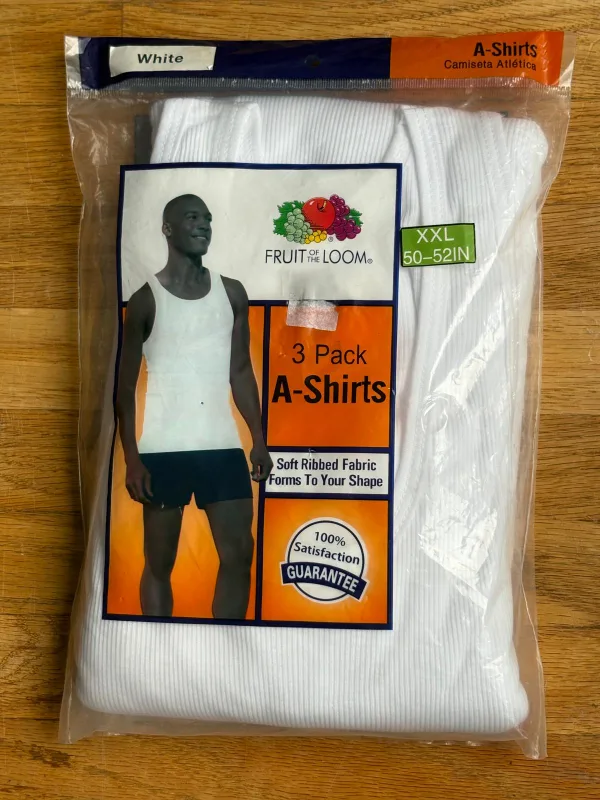 White
A-Shirts
Camiseta Atlética
FRUIT OF THE LOOM®
XXL
50–52IN
3 Pack
A-Shirts
Soft Ribbed Fabric
Forms To Your Shape
100%
Satisfaction
GUARANTEE